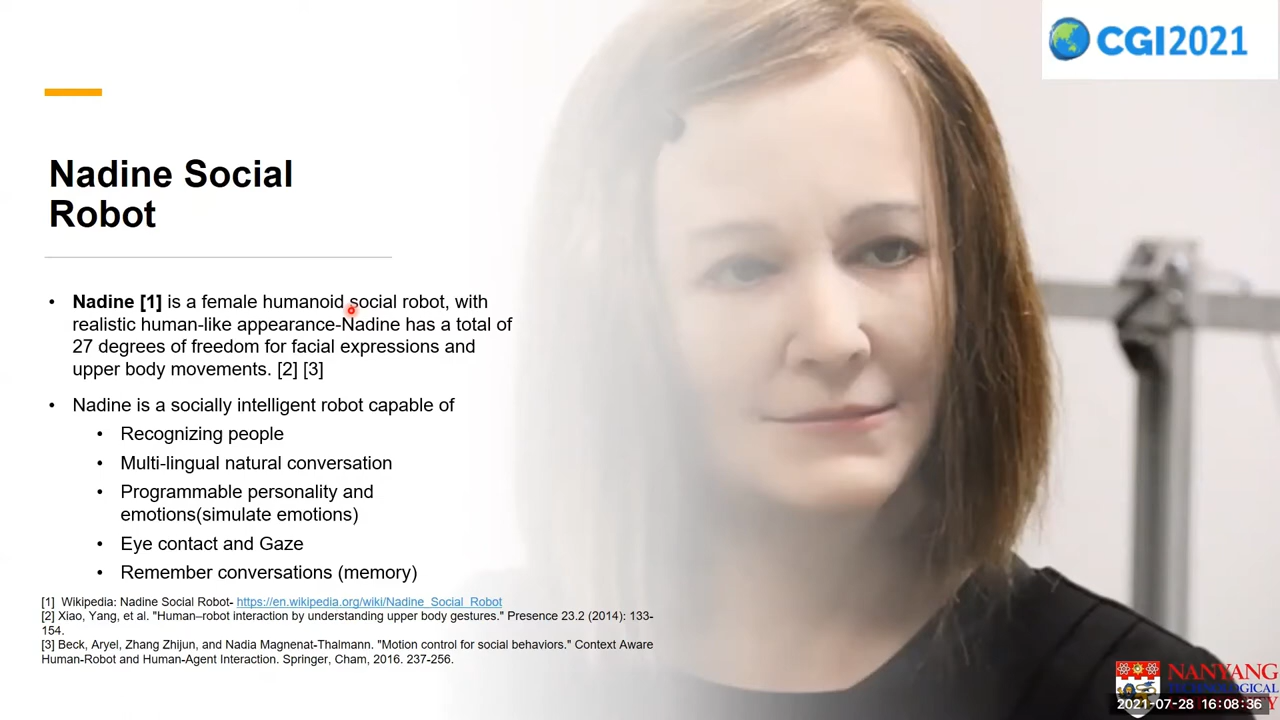 CGI2021
Nadine Social
Robot
• Nadine [1] is a female humanoid social robot, with
realistic human-like appearance-Nadine has a total of
27 degrees of freedom for facial expressions and
upper body movements. [2] [3]
• Nadine is a socially intelligent robot capable of
• Recognizing people
• Multi-lingual natural conversation
• Programmable personality and
emotions(simulate emotions)
• Eye contact and Gaze
• Remember conversations (memory)
[1] Wikipedia: Nadine Social Robot- https://en.wikipedia.org/wiki/Nadine_Social_Robot
[2] Xiao, Yang, et al. "Human–robot interaction by understanding upper body gestures." Presence 23.2 (2014): 133-
154.
[3] Beck, Aryel, Zhang Zhijun, and Nadia Magnenat-Thalmann. "Motion control for social behaviors." Context Aware
Human-Robot and Human-Agent Interaction. Springer, Cham, 2016. 237-256.
NANYANG
2021-07-28 16:08:36